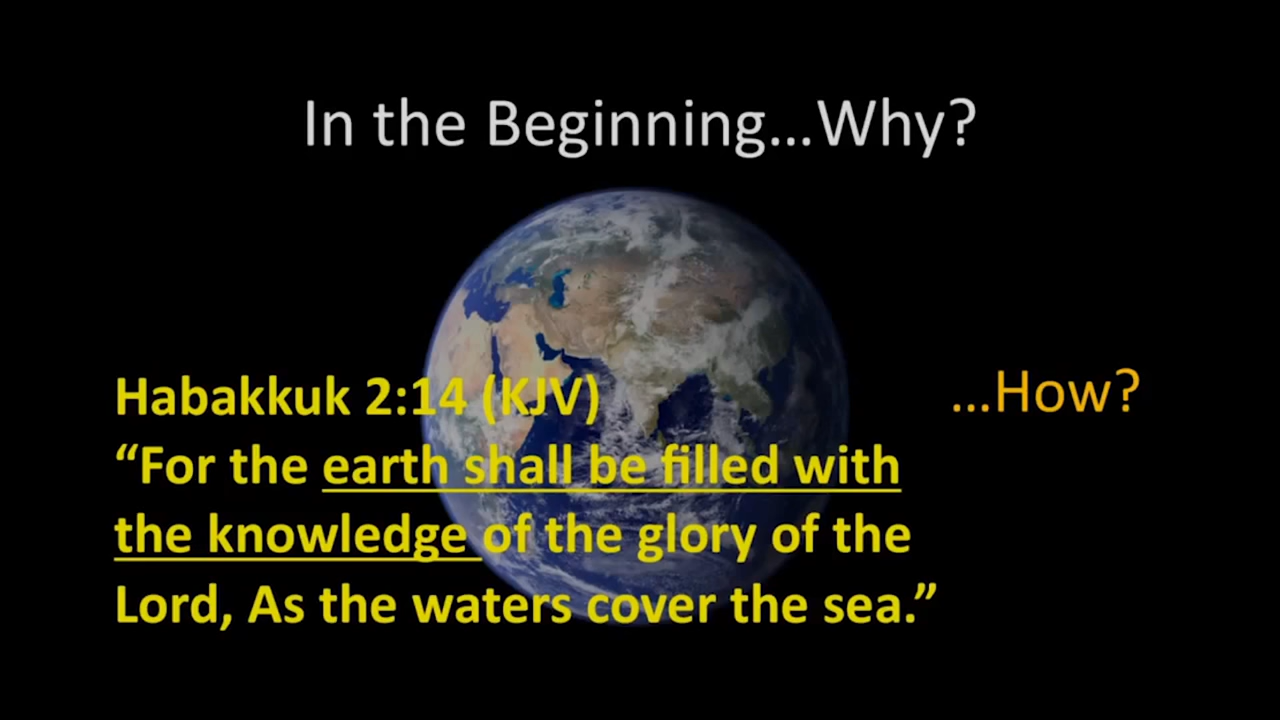 In the Beginning...Why?
Habakkuk 2:14 (KJV)
...How?
“For the earth shall be filled with
the knowledge of the glory of the
Lord, As the waters cover the sea.”